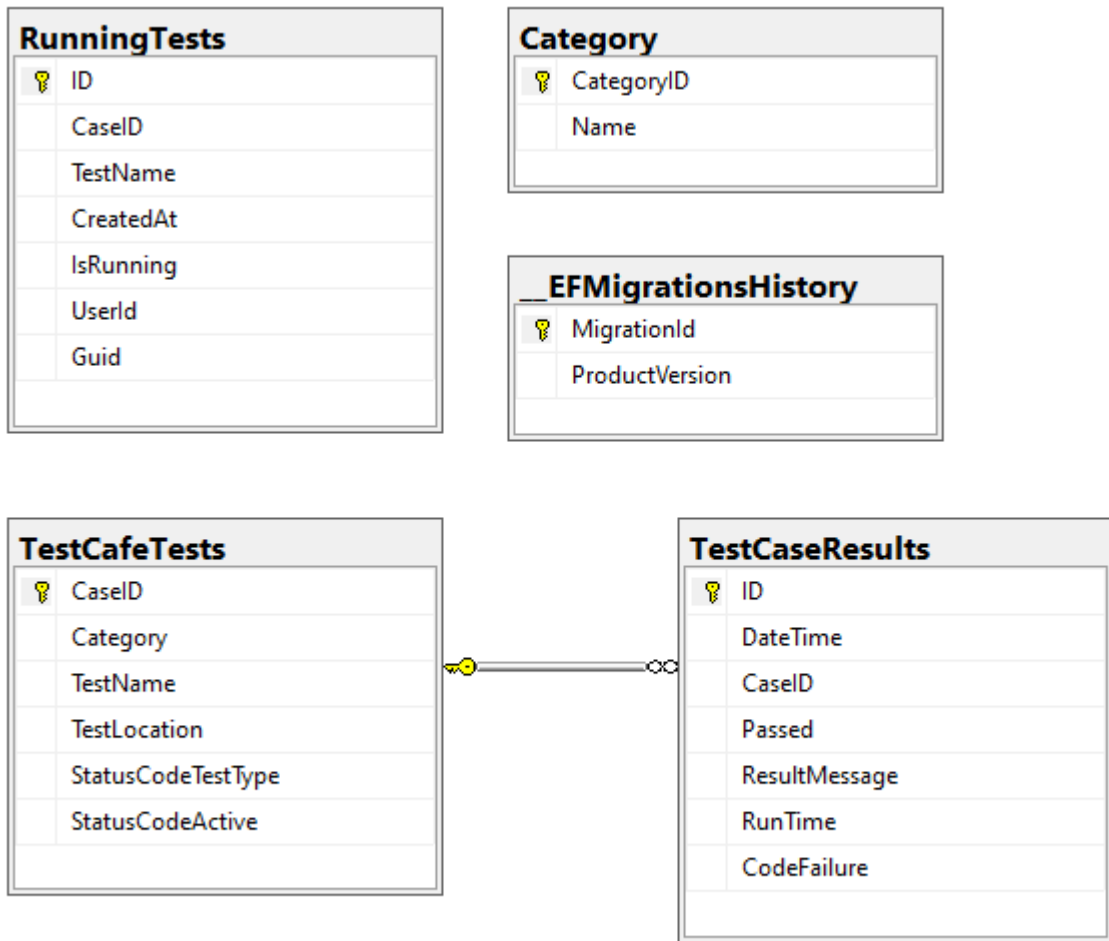 RunningTests
ID
CaseID
TestName
CreatedAt
IsRunning
UserId
Guid
Category
CategoryID
Name
__EFMigrationsHistory
MigrationId
ProductVersion
TestCafeTests
CaseID
Category
TestName
TestLocation
StatusCodeTestType
StatusCodeActive
TestCaseResults
ID
DateTime
CaseID
Passed
ResultMessage
RunTime
CodeFailure